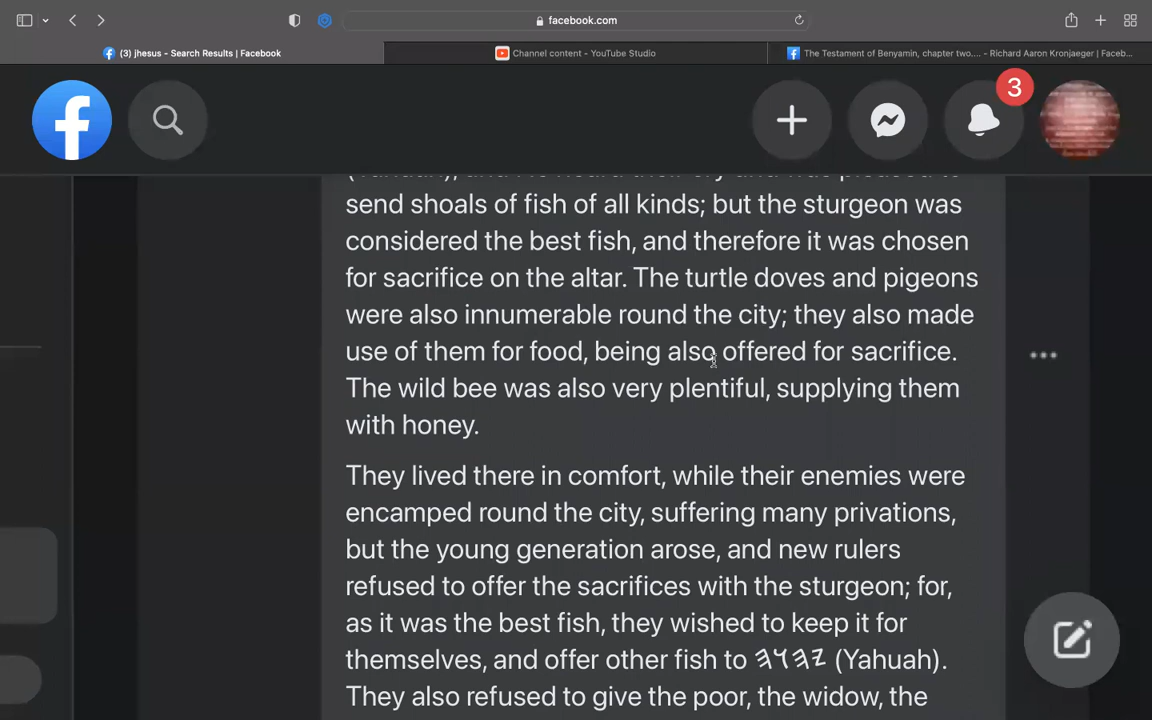 facebook.com
(3) jhesus - Search Results | Facebook
Channel content - YouTube Studio
The Testament of Benyamin, chapter two.... - Richard Aaron Kronjaeger | Faceb...
3
send shoals of fish of all kinds; but the sturgeon was
considered the best fish, and therefore it was chosen
for sacrifice on the altar. The turtle doves and pigeons
were also innumerable round the city; they also made
use of them for food, being also offered for sacrifice.
The wild bee was also very plentiful, supplying them
with honey.
They lived there in comfort, while their enemies were
encamped round the city, suffering many privations,
but the young generation arose, and new rulers
refused to offer the sacrifices with the sturgeon; for,
as it was the best fish, they wished to keep it for
themselves, and offer other fish to 𐤄𐤅𐤄𐤉 (Yahuah).
They also refused to give the poor, the widow, the